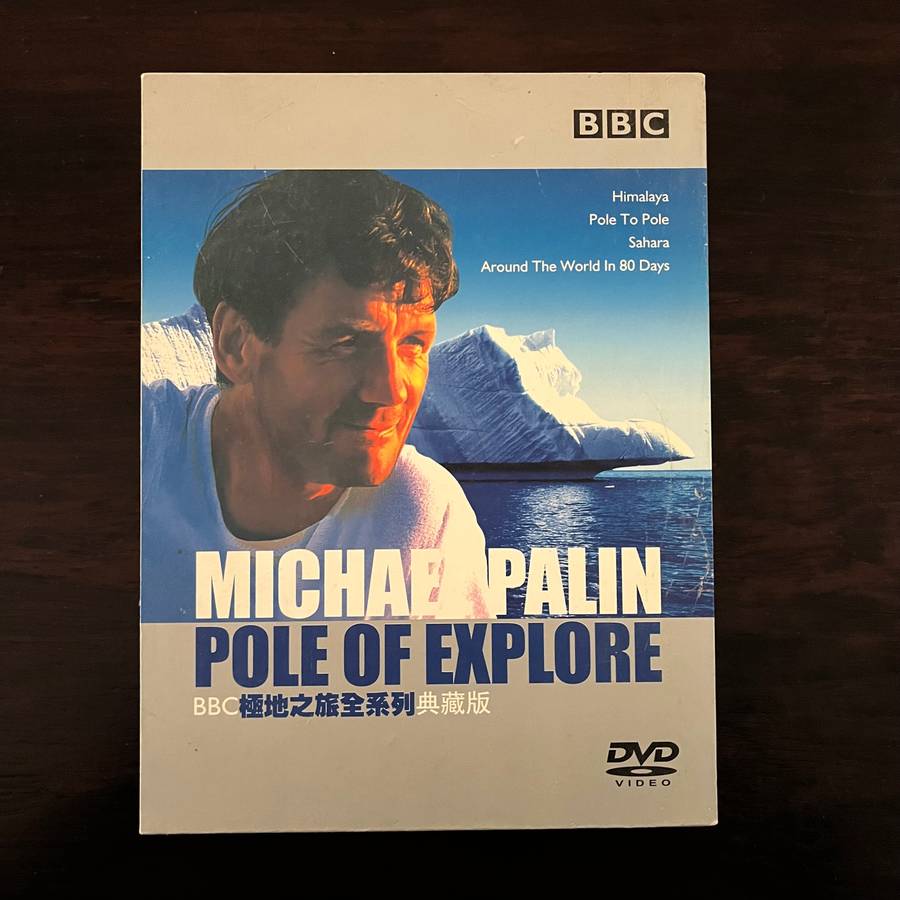 BBC
Himalaya
Pole To Pole
Sahara
Around The World In 80 Days
MICHAEL PALIN
POLE OF EXPLORE
BBC極地之旅全系列典藏版
DVD
VIDEO